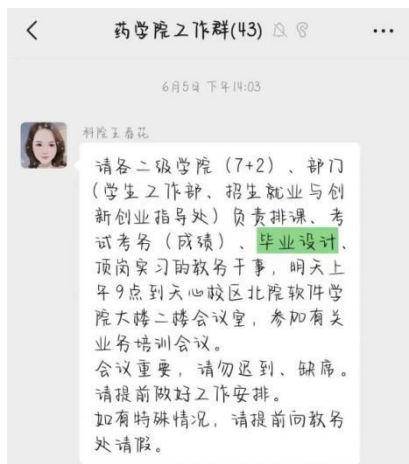 药学院工作群(43)
6月5日 下午14:03
科院王春花
请各二级学院（7+2）、部门
（学生工作部、招生就业与创
新创业指导处）负责排课、考
试考务（成绩）、毕业设计、
顶岗实习的教务干事，明天上
午9点到天心校区北院软件学
院大楼二楼会议室，参加有关
业务培训会议。
会议重要，请勿迟到、缺席。
请提前做好工作安排。
如有特殊情况，请提前向教务
处请假。